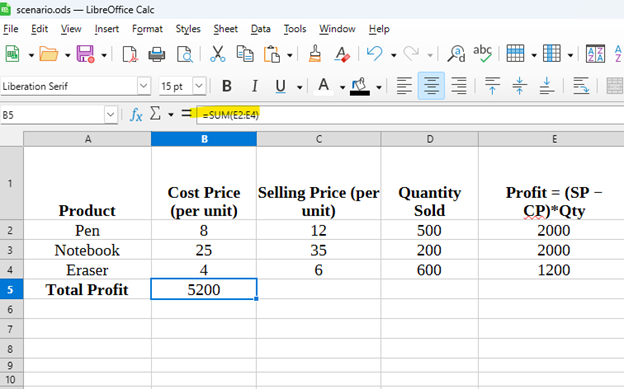 scenario.ods — LibreOffice Calc
File Edit View Insert Format Styles Sheet Data Tools Window Help
Liberation Serif 15 pt B I U A
B5 fx Σ = =SUM(E2:E4)
A B C D E
1 Product Cost Price (per unit) Selling Price (per unit) Quantity Sold Profit = (SP − CP)*Qty
2 Pen 8 12 500 2000
3 Notebook 25 35 200 2000
4 Eraser 4 6 600 1200
5 Total Profit 5200
6
7
8
9
10